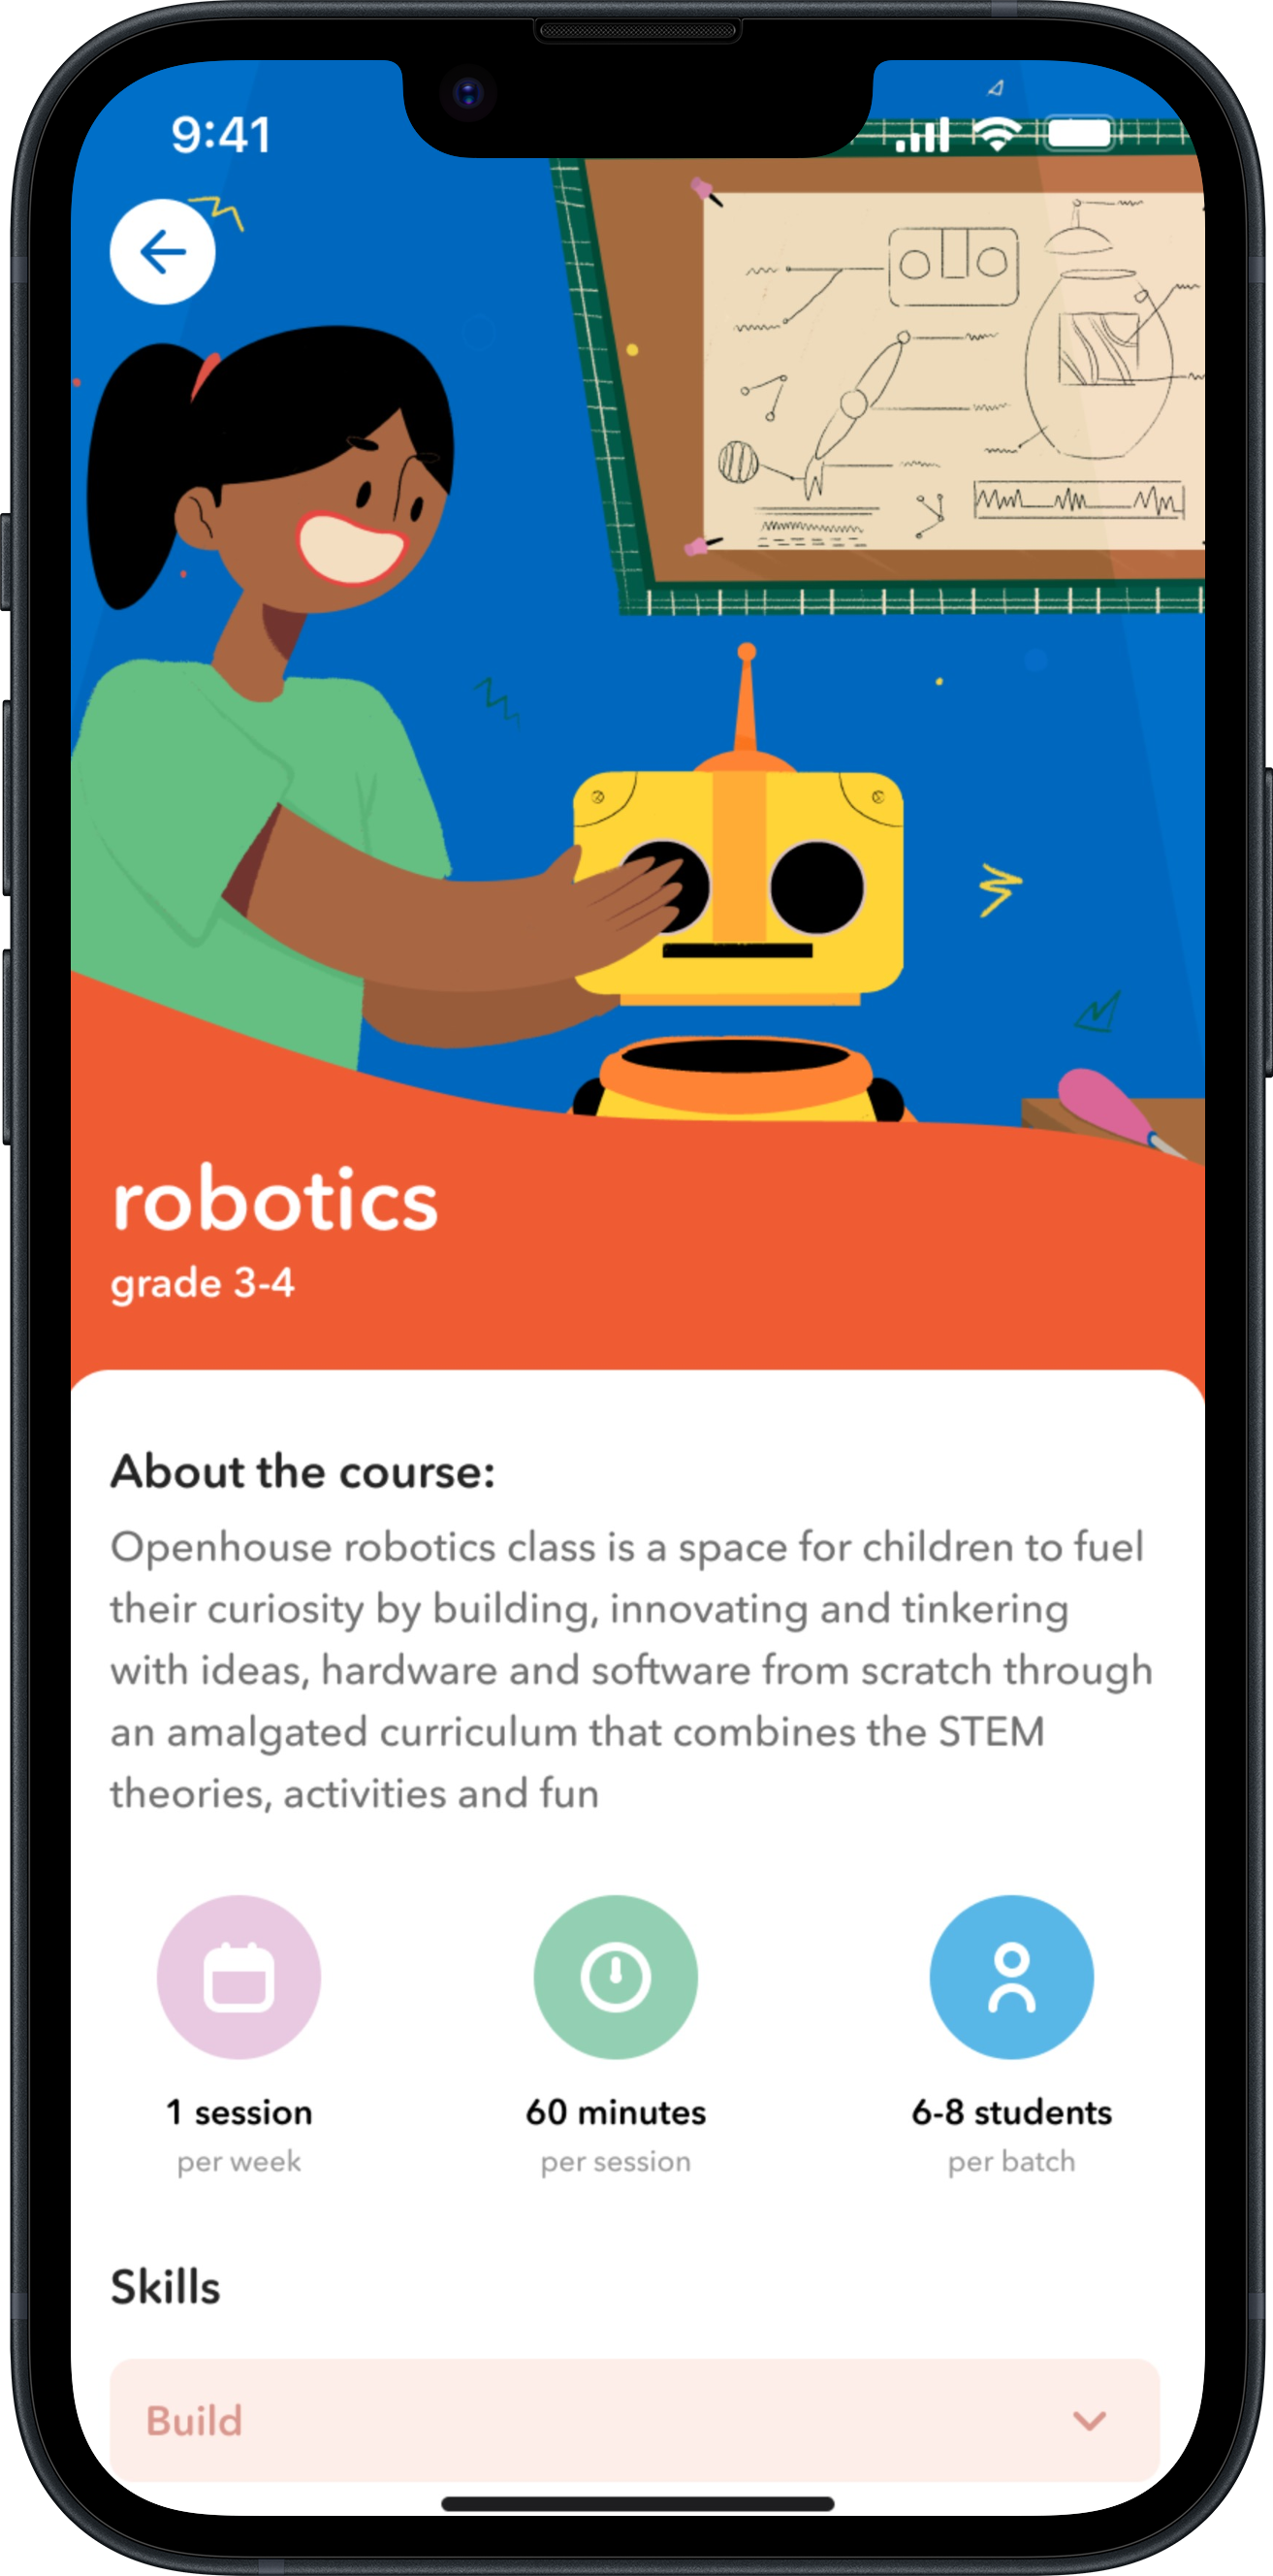 9:41
robotics
grade 3-4
About the course:
Openhouse robotics class is a space for children to fuel
their curiosity by building, innovating and tinkering
with ideas, hardware and software from scratch through
an amalgated curriculum that combines the STEM
theories, activities and fun
1 session
60 minutes
6-8 students
per week
per session
per batch
Skills
Build